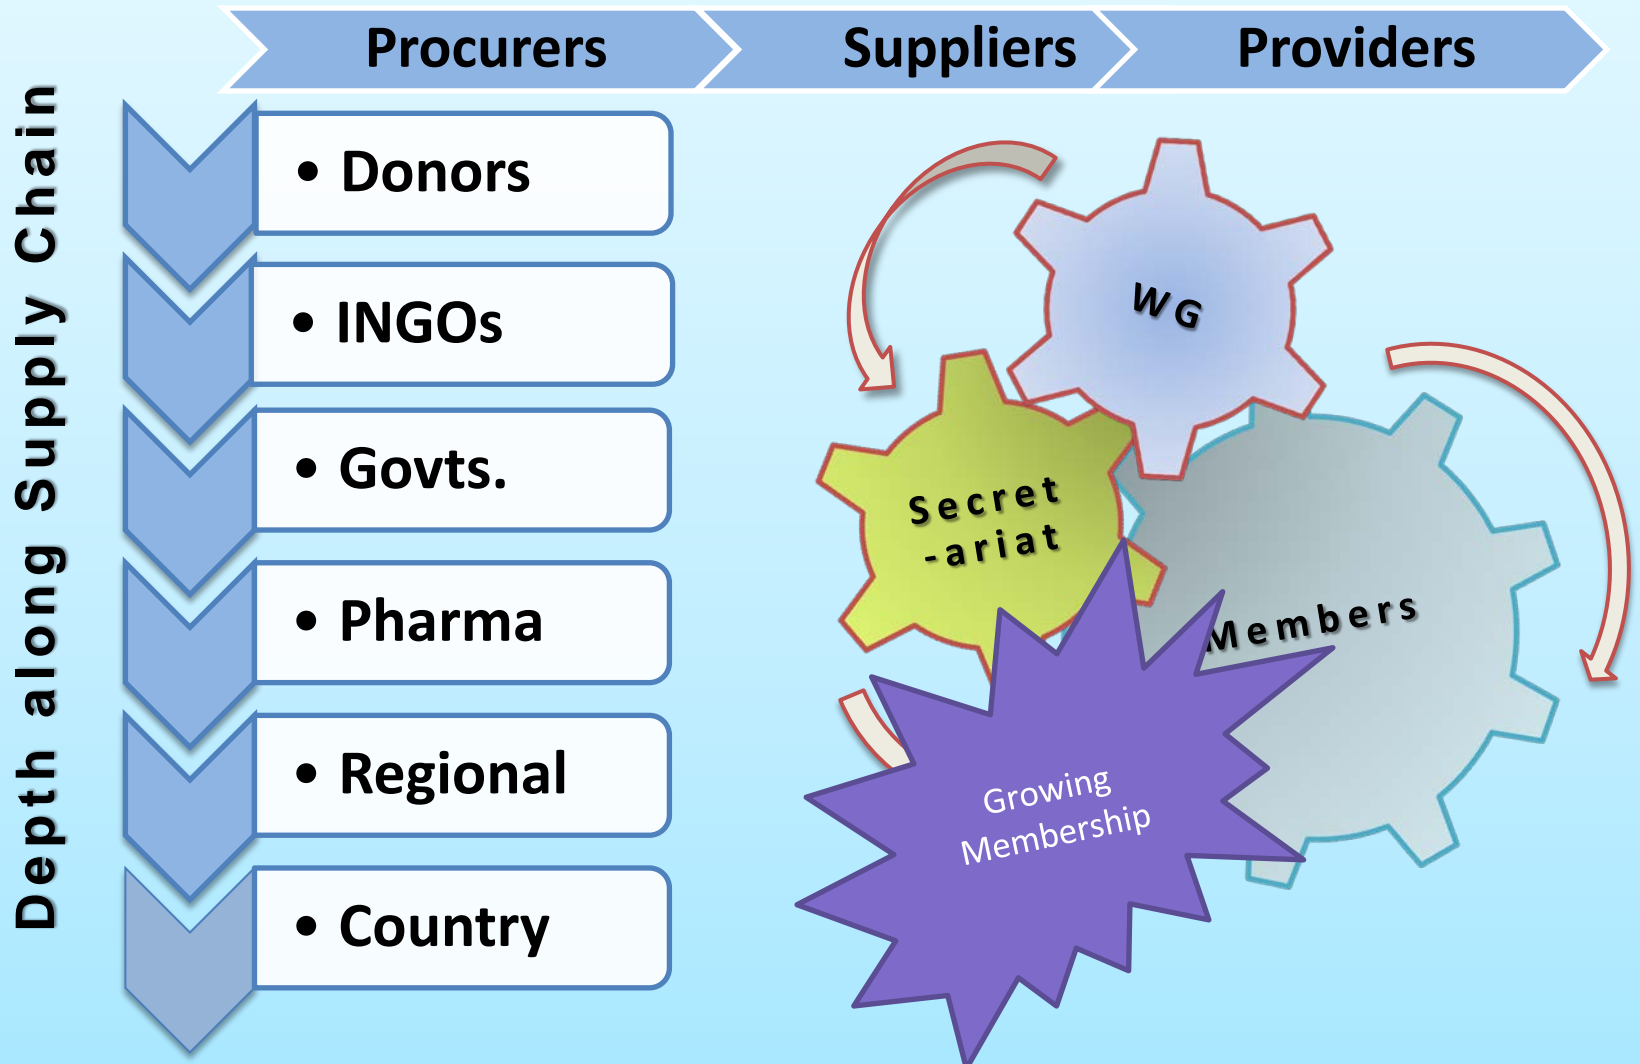 Procurers
Suppliers
Providers
Depth along Supply Chain
• Donors
• INGOs
• Govts.
• Pharma
• Regional
• Country
WG
Secret
-ariat
Members
Growing
Membership